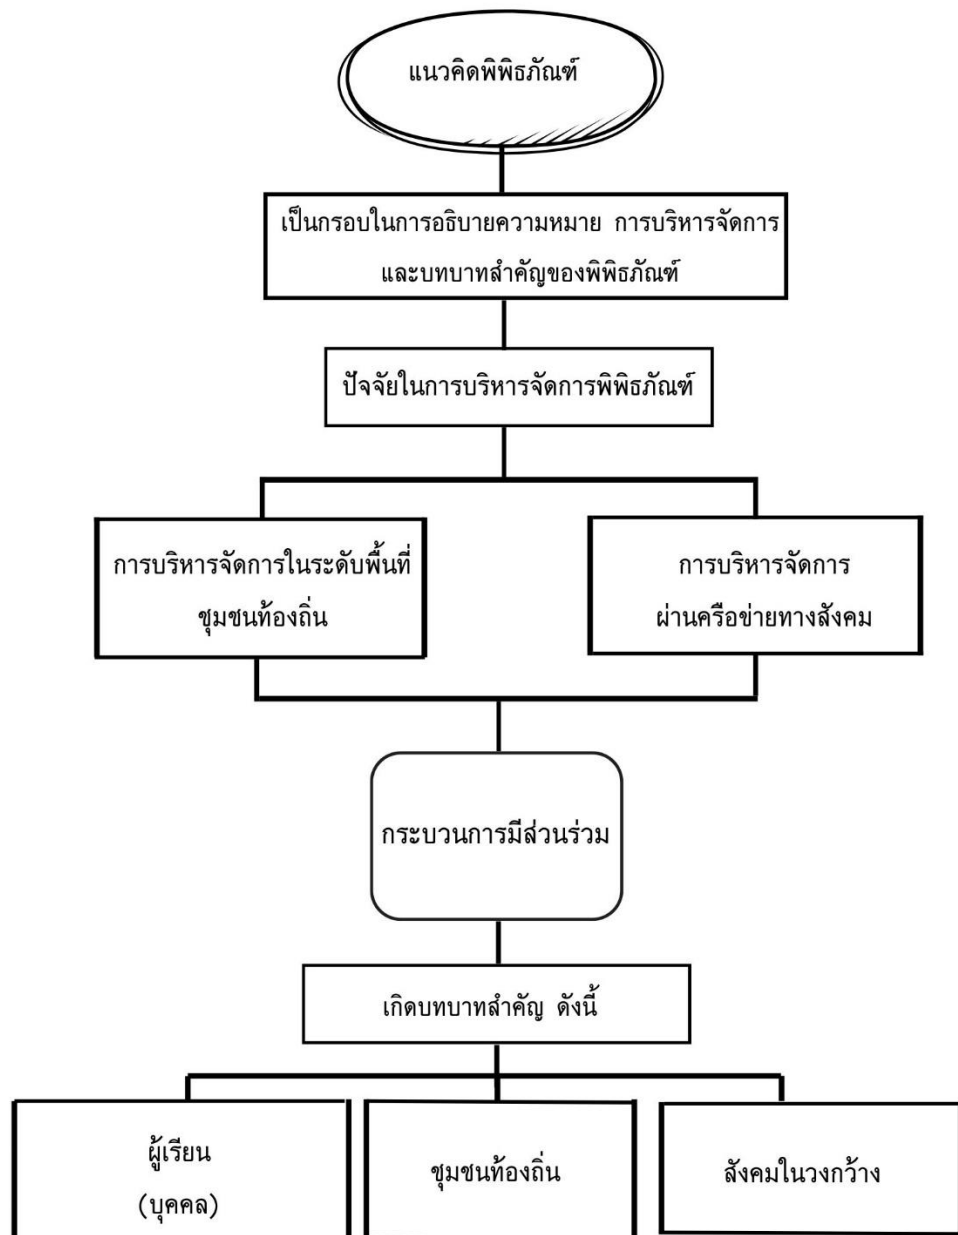 แนวคิดพิพิธภัณฑ์
เป็นกรอบในการอธิบายความหมาย การบริหารจัดการ
และบทบาทสำคัญของพิพิธภัณฑ์
ปัจจัยในการบริหารจัดการพิพิธภัณฑ์
การบริหารจัดการในระดับพื้นที่
ชุมชนท้องถิ่น
การบริหารจัดการ
ผ่านครือข่ายทางสังคม
กระบวนการมีส่วนร่วม
เกิดบทบาทสำคัญ ดังนี้
ผู้เรียน
(บุคคล)
ชุมชนท้องถิ่น
สังคมในวงกว้าง